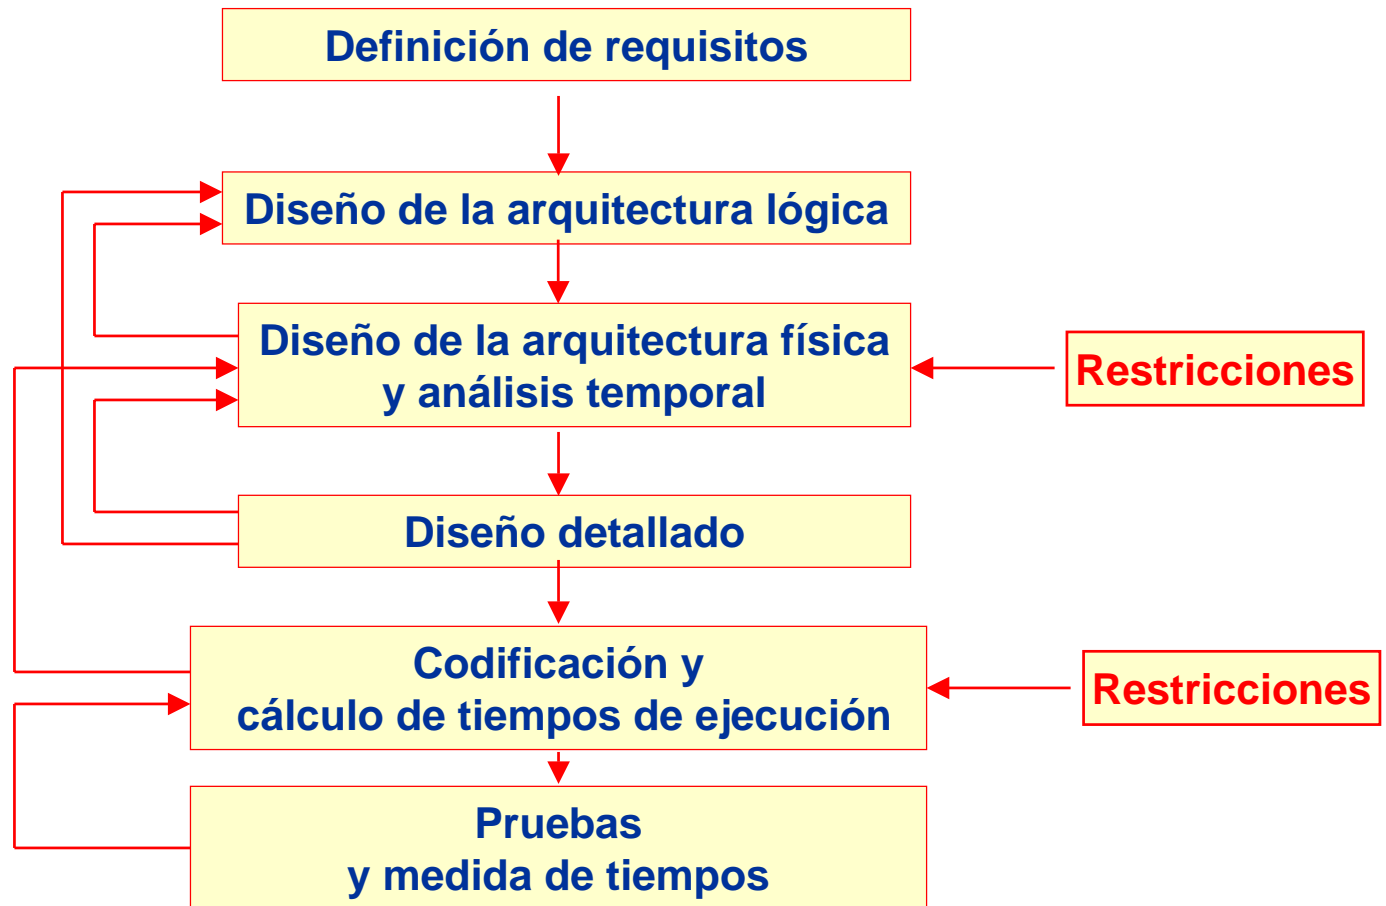 Definición de requisitos
Diseño de la arquitectura lógica
Diseño de la arquitectura física
y análisis temporal
Restricciones
Diseño detallado
Codificación y
cálculo de tiempos de ejecución
Restricciones
Pruebas
y medida de tiempos